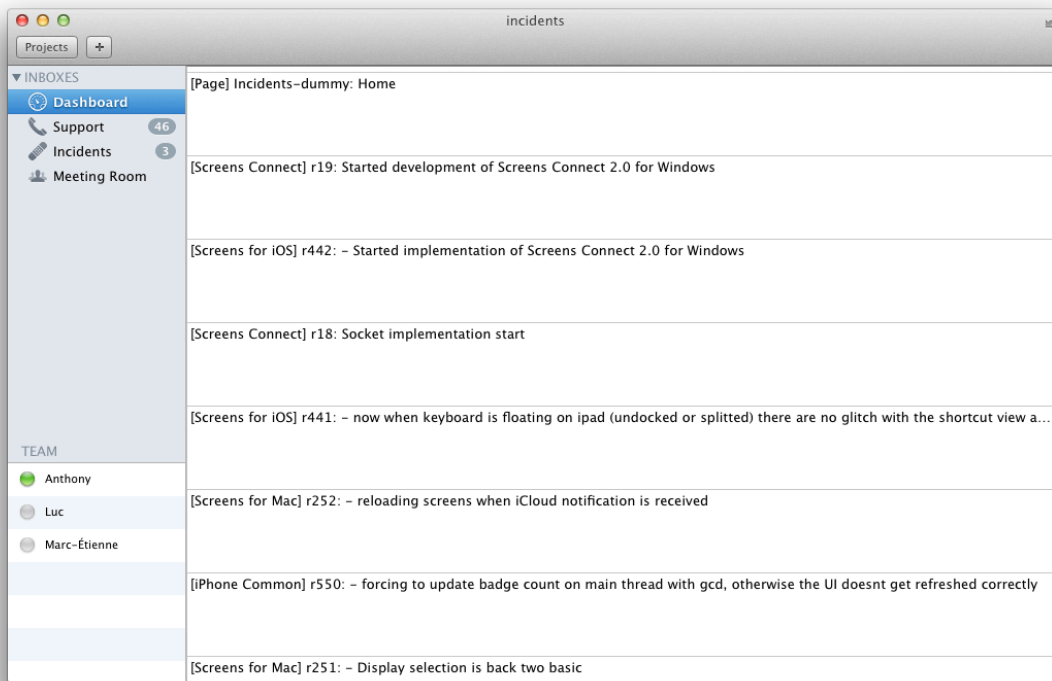 incidents
Projects
+
INBOXES
Dashboard
Support 46
Incidents 3
Meeting Room
TEAM
Anthony
Luc
Marc-Étienne
[Page] Incidents-dummy: Home
[Screens Connect] r19: Started development of Screens Connect 2.0 for Windows
[Screens for iOS] r442: - Started implementation of Screens Connect 2.0 for Windows
[Screens Connect] r18: Socket implementation start
[Screens for iOS] r441: - now when keyboard is floating on ipad (undocked or splitted) there are no glitch with the shortcut view a...
[Screens for Mac] r252: - reloading screens when iCloud notification is received
[iPhone Common] r550: - forcing to update badge count on main thread with gcd, otherwise the UI doesnt get refreshed correctly
[Screens for Mac] r251: - Display selection is back two basic